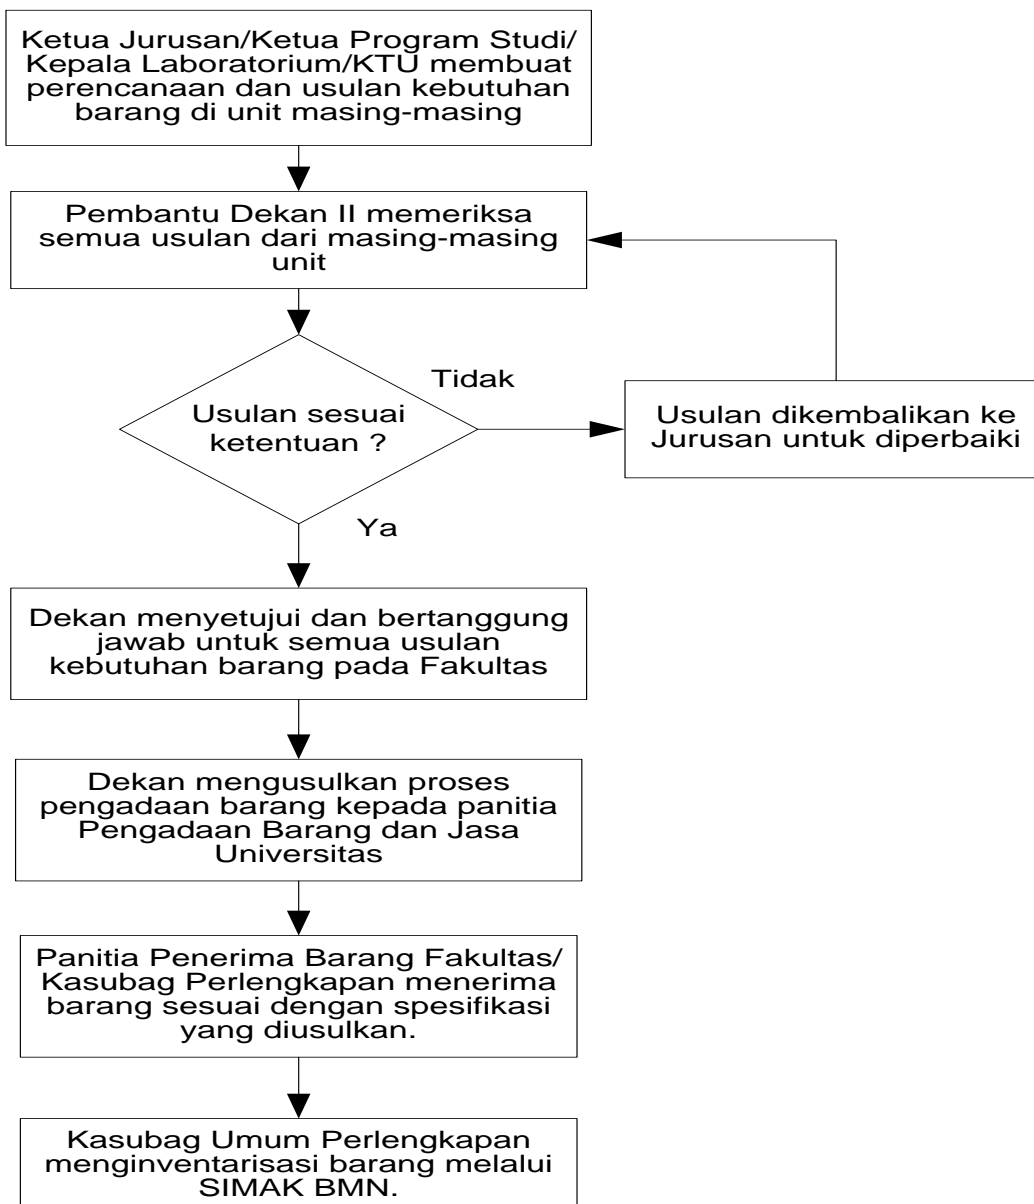 Ketua Jurusan/Ketua Program Studi/
Kepala Laboratorium/KTU membuat
perencanaan dan usulan kebutuhan
barang di unit masing-masing
Pembantu Dekan II memeriksa
semua usulan dari masing-masing
unit
Usulan sesuai
ketentuan ?
Tidak
Usulan dikembalikan ke
Jurusan untuk diperbaiki
Ya
Dekan menyetujui dan bertanggung
jawab untuk semua usulan
kebutuhan barang pada Fakultas
Dekan mengusulkan proses
pengadaan barang kepada panitia
Pengadaan Barang dan Jasa
Universitas
Panitia Penerima Barang Fakultas/
Kasubag Perlengkapan menerima
barang sesuai dengan spesifikasi
yang diusulkan.
Kasubag Umum Perlengkapan
menginventarisasi barang melalui
SIMAK BMN.